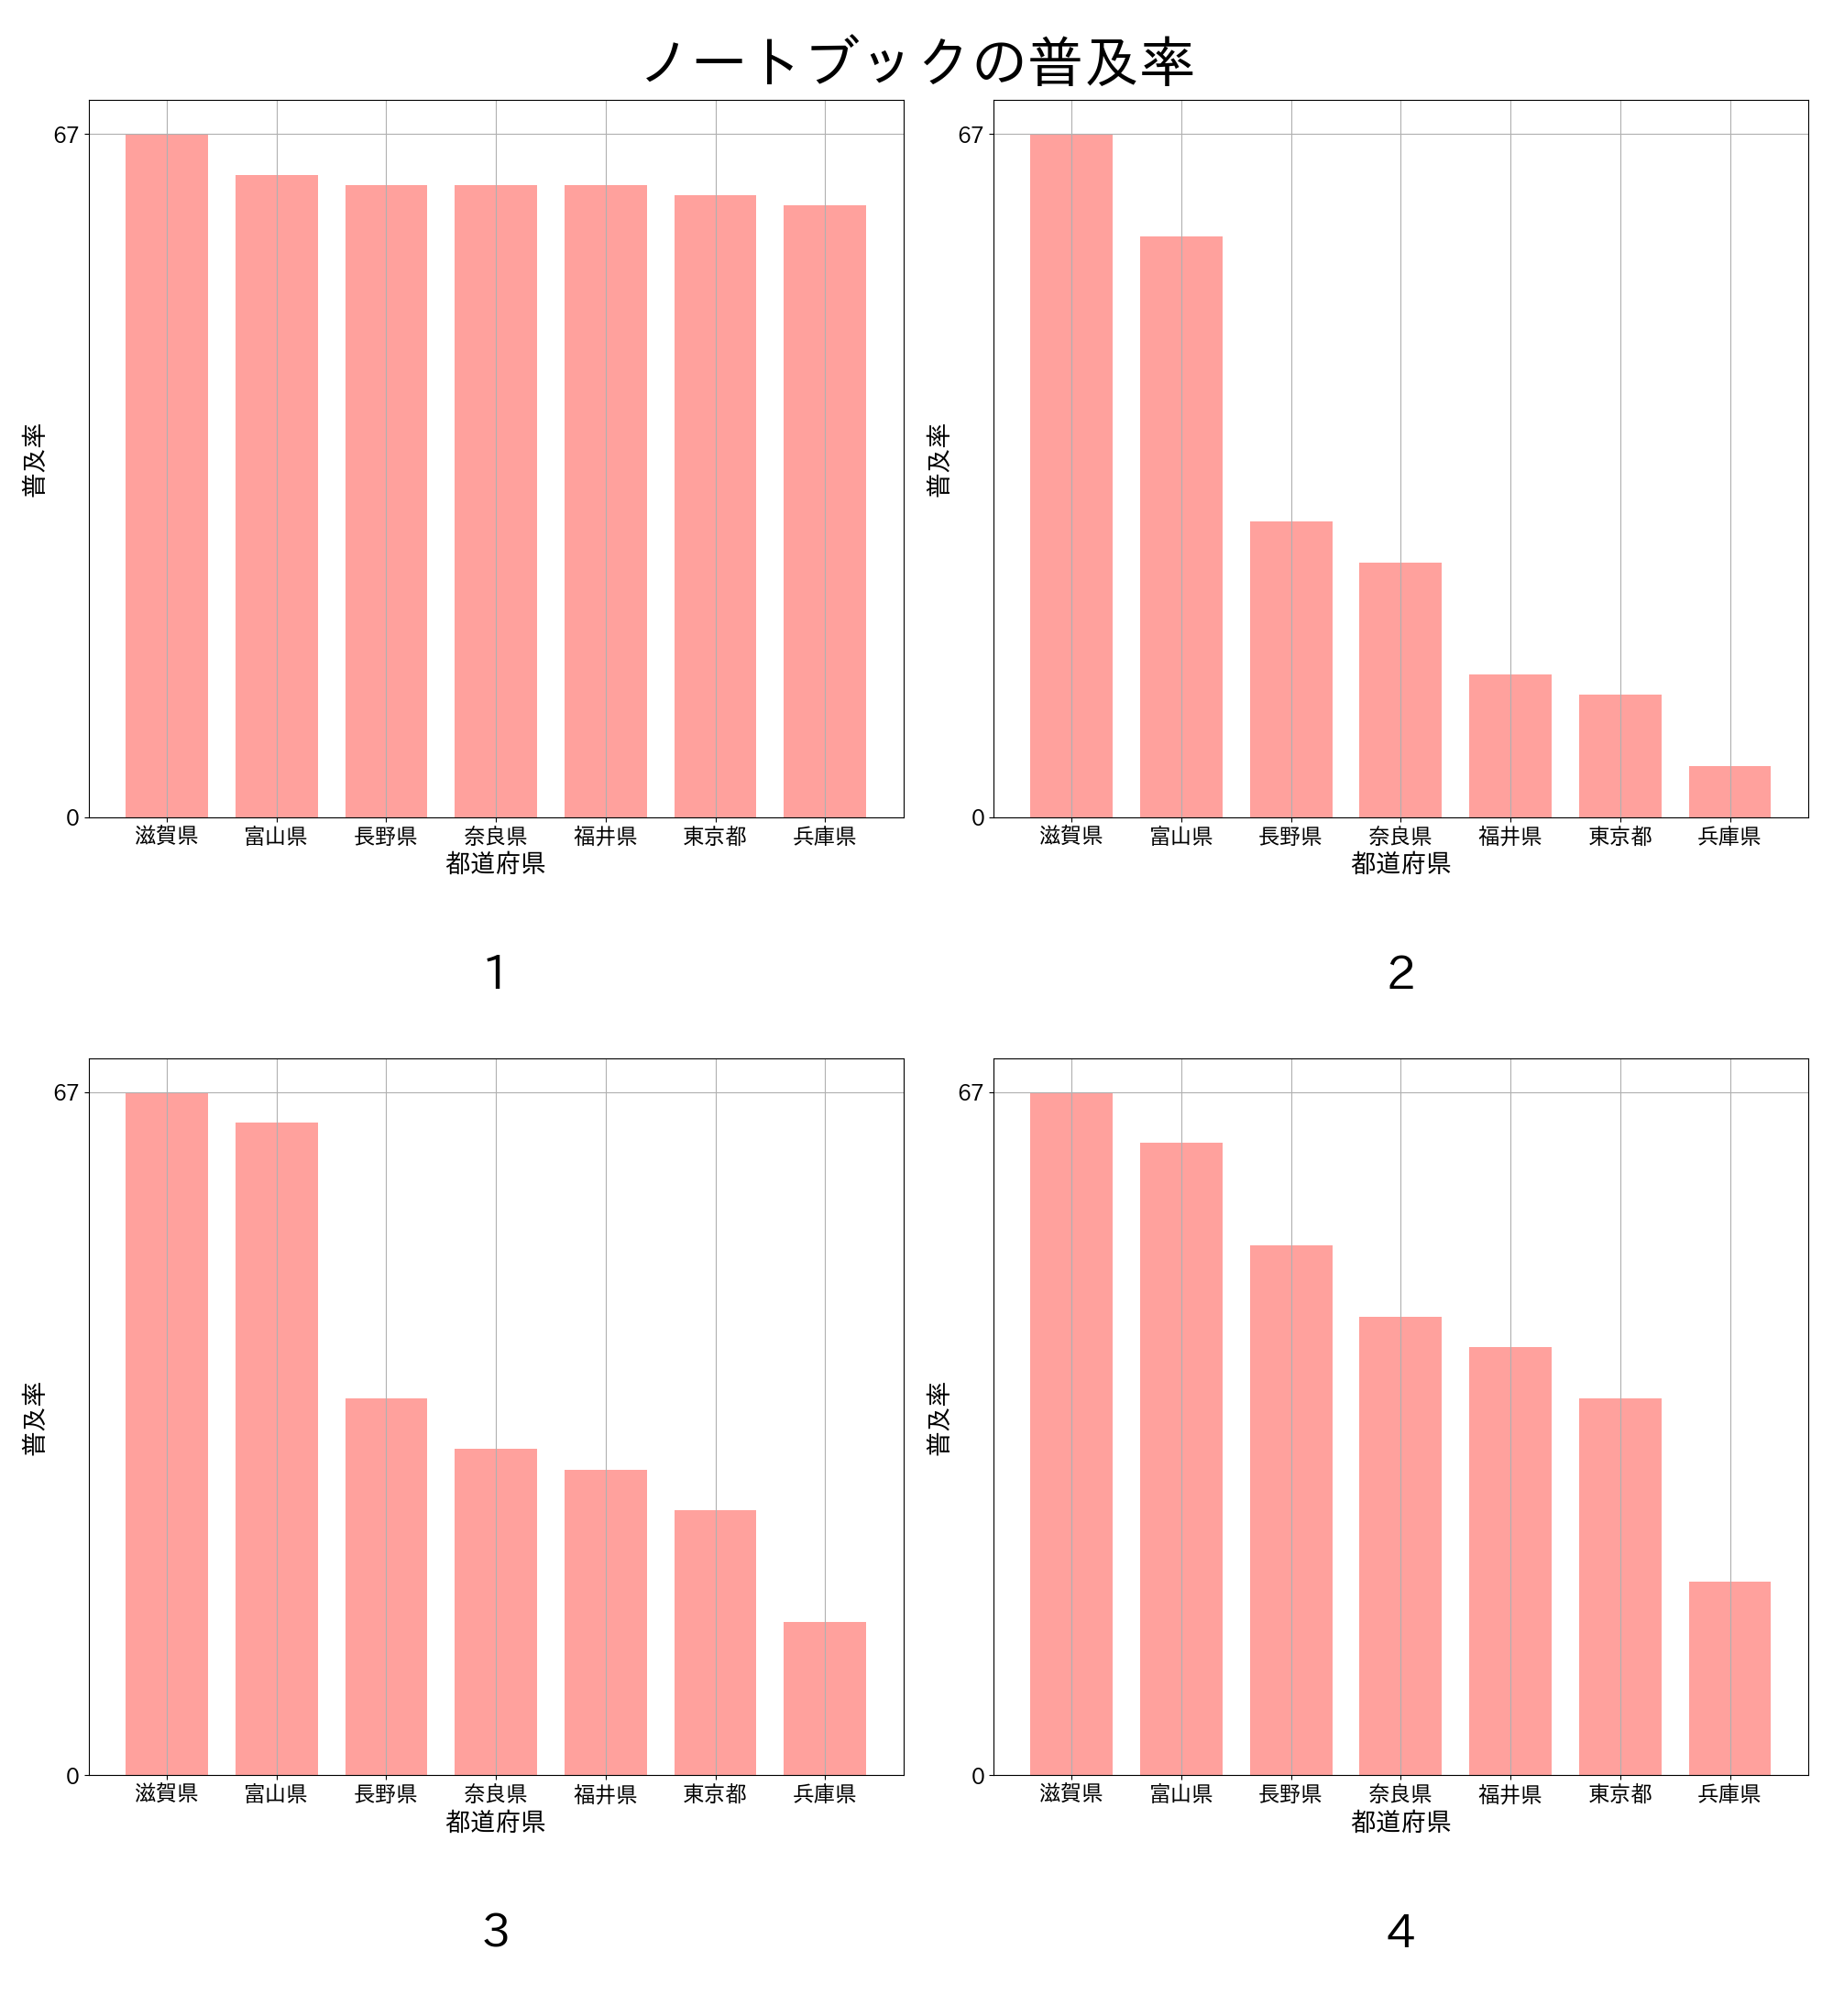 ノートブックの普及率
67
0
普及率
滋賀県 富山県 長野県 奈良県 福井県 東京都 兵庫県
都道府県
1
67
0
普及率
滋賀県 富山県 長野県 奈良県 福井県 東京都 兵庫県
都道府県
2
67
0
普及率
滋賀県 富山県 長野県 奈良県 福井県 東京都 兵庫県
都道府県
3
67
0
普及率
滋賀県 富山県 長野県 奈良県 福井県 東京都 兵庫県
都道府県
4